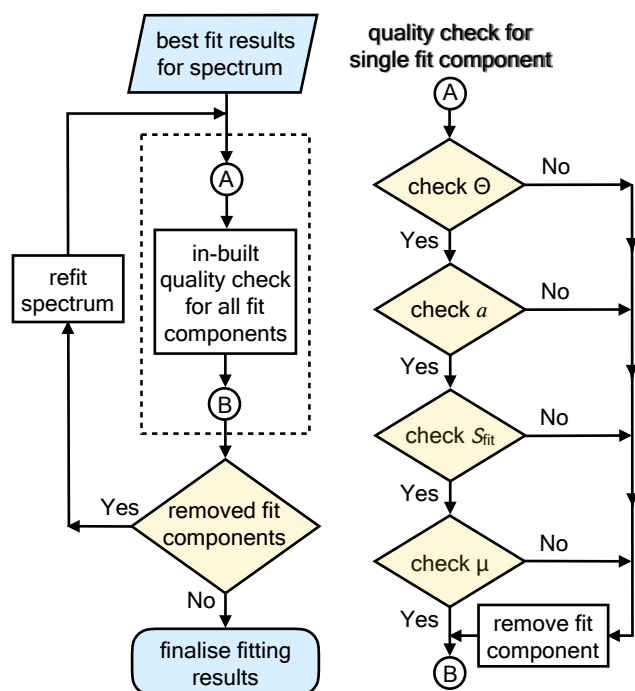 best fit results
for spectrum
A
in-built
quality check
for all fit
components
B
refit
spectrum
Yes
removed fit
components
No
finalise fitting
results
quality check for
single fit component
A
check Θ
No
Yes
check a
No
Yes
check Sfit
No
Yes
check μ
No
Yes
remove fit
component
B